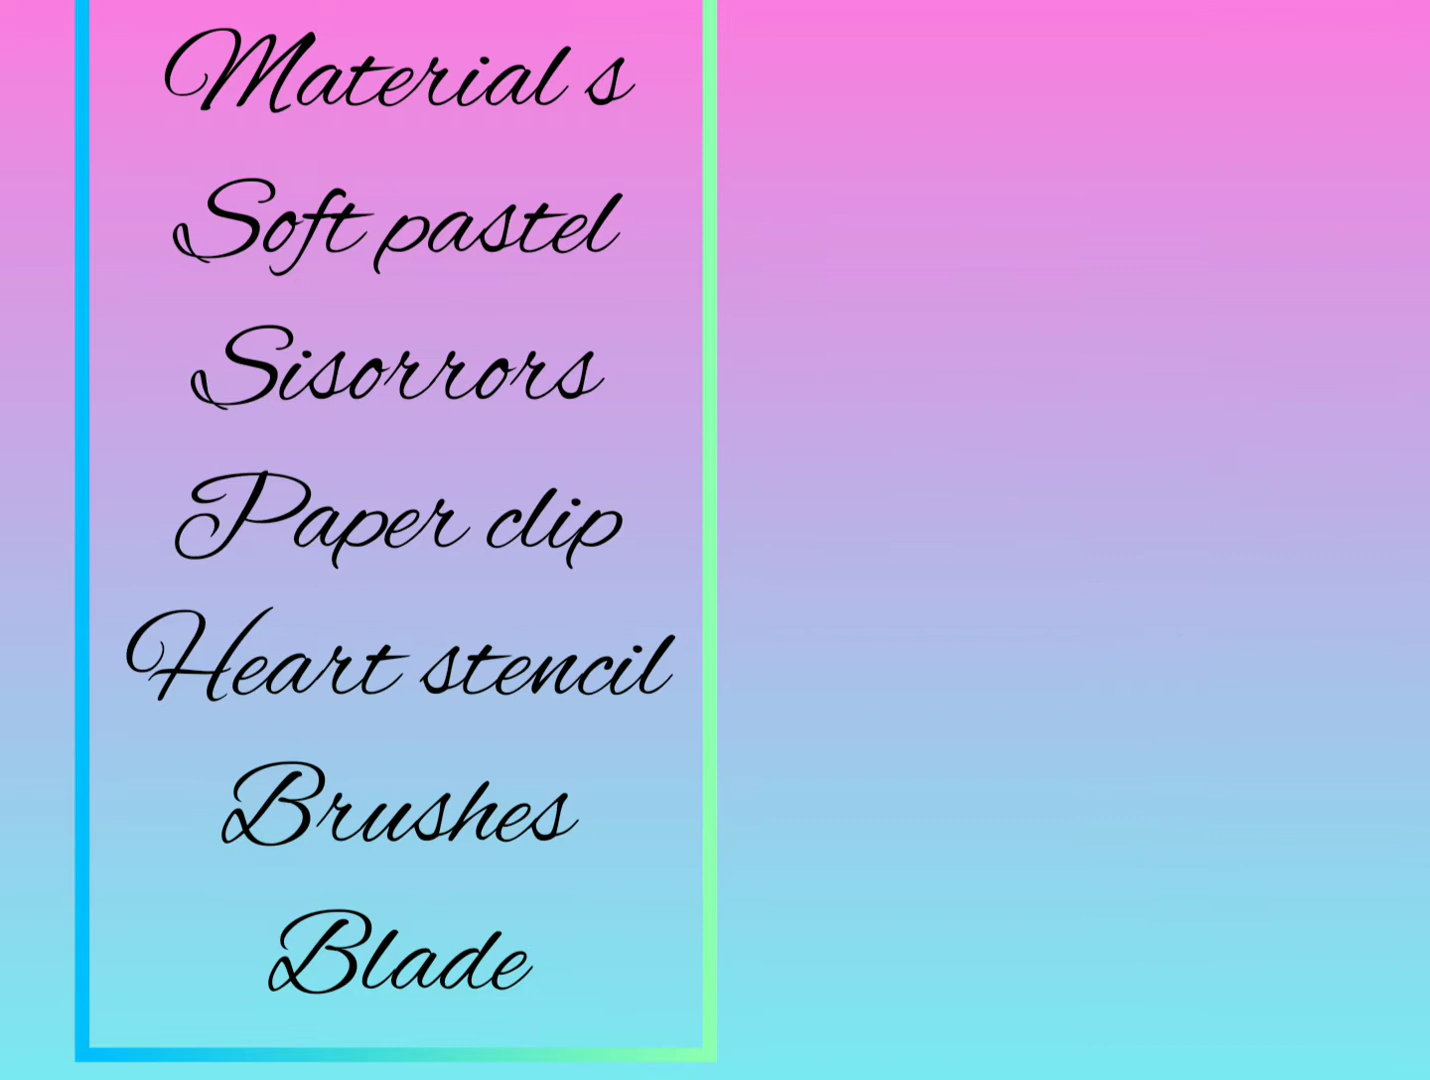 Material s
Soft pastel
Sisorrors
Paper clip
Heart stencil
Brushes
Blade